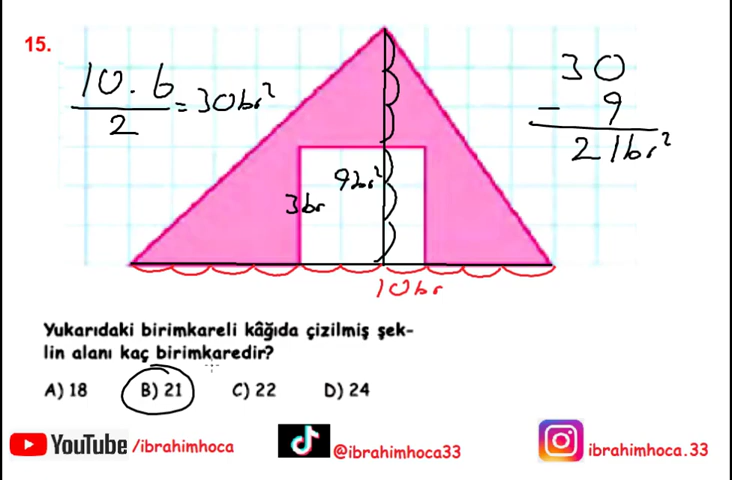 15.
10.6
2
=30br²
30
- 9
21br²
9br²
3br
10br
Yukarıdaki birimkareli kâğıda çizilmiş şek-
lin alanı kaç birimkaredir?
A) 18 B) 21 C) 22 D) 24
YouTube /ibrahimhoca
@ibrahimhoca33
ibrahimhoca.33